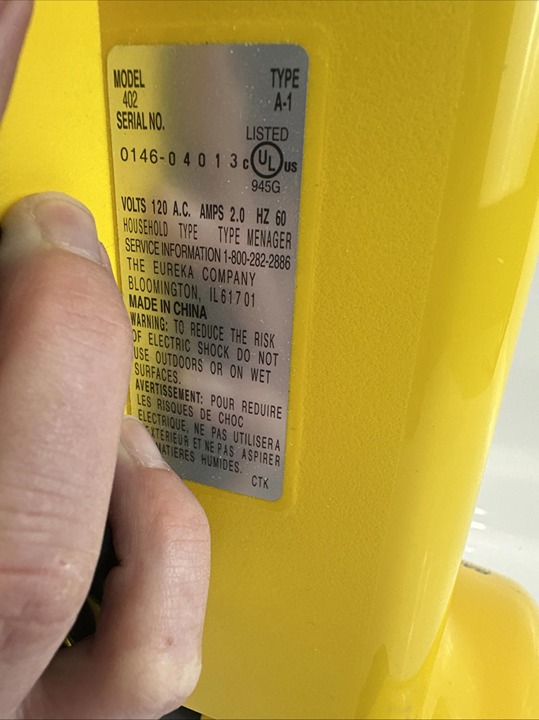 MODEL TYPE
402 A-1
SERIAL NO.
LISTED
0146-04013 c UL us
945G
VOLTS 120 A.C. AMPS 2.0 HZ 60
HOUSEHOLD TYPE TYPE MENAGER
SERVICE INFORMATION 1-800-282-2886
THE EUREKA COMPANY
BLOOMINGTON, IL 61701
MADE IN CHINA
WARNING: TO REDUCE THE RISK
OF ELECTRIC SHOCK DO NOT
USE OUTDOORS OR ON WET
SURFACES.
AVERTISSEMENT: POUR REDUIRE
LES RISQUES DE CHOC
ELECTRIQUE, NE PAS UTILISER A
EXTERIEUR ET NE PAS ASPIRER
MATIERES HUMIDES.
CTK